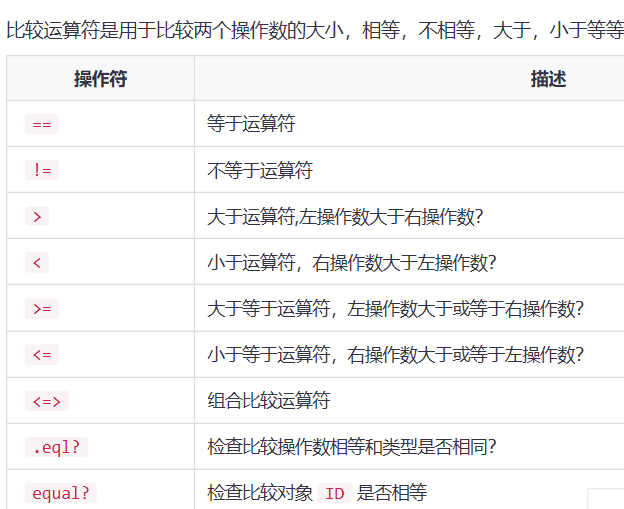 比较运算符是用于比较两个操作数的大小，相等，不相等，大于，小于等等
操作符 描述
== 等于运算符
!= 不等于运算符
> 大于运算符,左操作数大于右操作数？
< 小于运算符，右操作数大于左操作数？
>= 大于等于运算符，左操作数大于或等于右操作数？
<= 小于等于运算符，右操作数大于或等于左操作数？
<=> 组合比较运算符
.eql? 检查比较操作数相等和类型是否相同？
equal? 检查比较对象 ID 是否相等